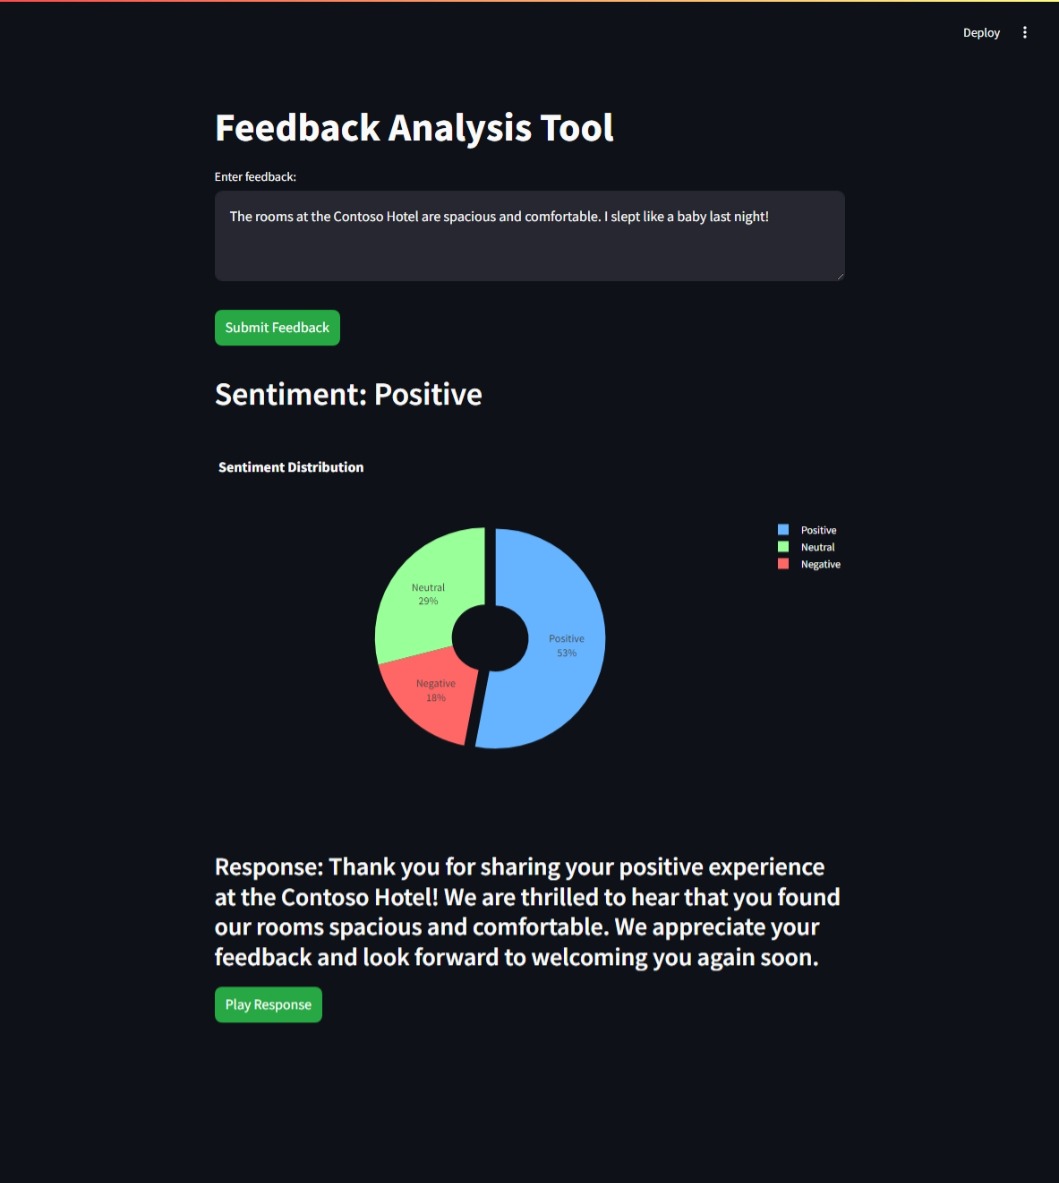 Deploy
Feedback Analysis Tool
Enter feedback:
The rooms at the Contoso Hotel are spacious and comfortable. I slept like a baby last night!
Submit Feedback
Sentiment: Positive
Sentiment Distribution
Positive
Neutral
Negative
Neutral
29%
Positive
53%
Negative
18%
Response: Thank you for sharing your positive experience
at the Contoso Hotel! We are thrilled to hear that you found
our rooms spacious and comfortable. We appreciate your
feedback and look forward to welcoming you again soon.
Play Response